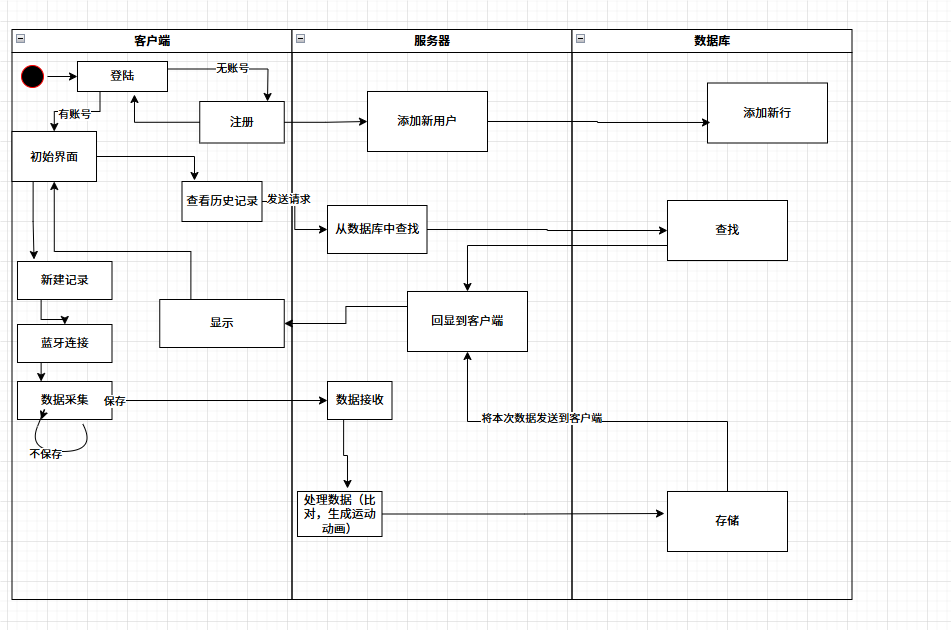 客户端
服务器
数据库
登陆
无账号
有账号
注册
添加新用户
添加新行
初始界面
查看历史记录
发送请求
从数据库中查找
查找
新建记录
显示
回显到客户端
蓝牙连接
数据采集
保存
数据接收
将本次数据发送到客户端
不保存
处理数据（比
对，生成运动
动画）
存储